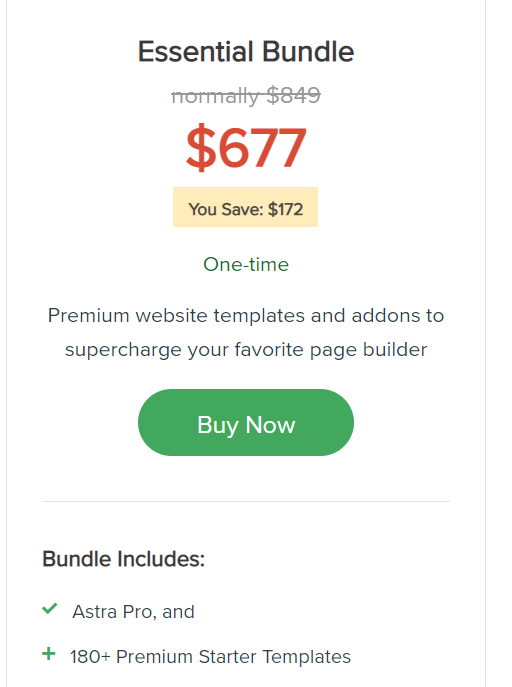 Essential Bundle
normally $849
$677
You Save: $172
One-time
Premium website templates and addons to
supercharge your favorite page builder
Buy Now
Bundle Includes:
Astra Pro, and
180+ Premium Starter Templates